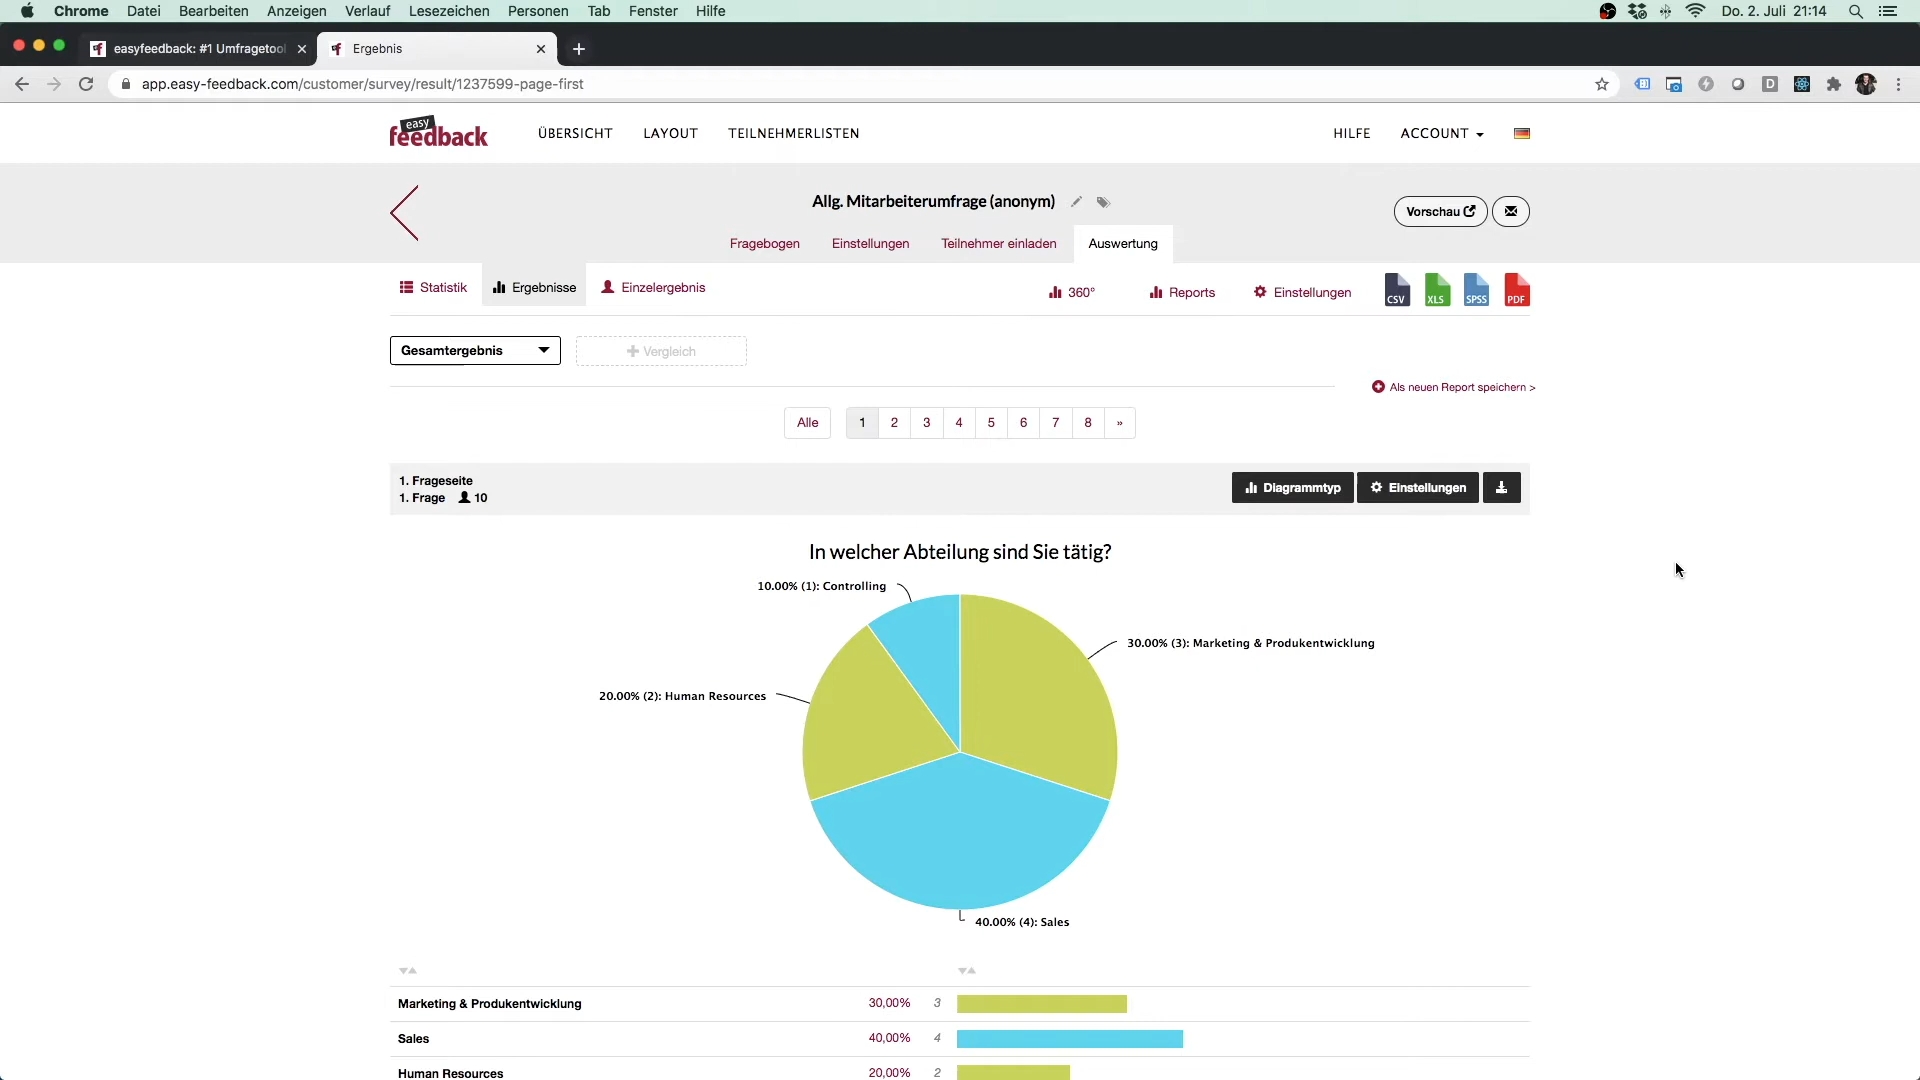 Chrome Datei Bearbeiten Anzeigen Verlauf Lesezeichen Personen Tab Fenster Hilfe Do. 2. Juli 21:14
easyfeedback: #1 Umfragetool Ergebnis
app.easy-feedback.com/customer/survey/result/1237599-page-first
easy
feedback ÜBERSICHT LAYOUT TEILNEHMERLISTEN HILFE ACCOUNT
Allg. Mitarbeiterumfrage (anonym)
Vorschau
Fragebogen Einstellungen Teilnehmer einladen Auswertung
Statistik Ergebnisse Einzelergebnis 360° Reports Einstellungen CSV XLS SPSS PDF
Gesamtergebnis Vergleich
Als neuen Report speichern >
Alle 1 2 3 4 5 6 7 8 »
1. Frageseite
1. Frage 10
Diagrammtyp Einstellungen
In welcher Abteilung sind Sie tätig?
10.00% (1): Controlling
30.00% (3): Marketing & Produkentwicklung
20.00% (2): Human Resources
40.00% (4): Sales
Marketing & Produkentwicklung 30,00% 3
Sales 40,00% 4
Human Resources 20,00% 2